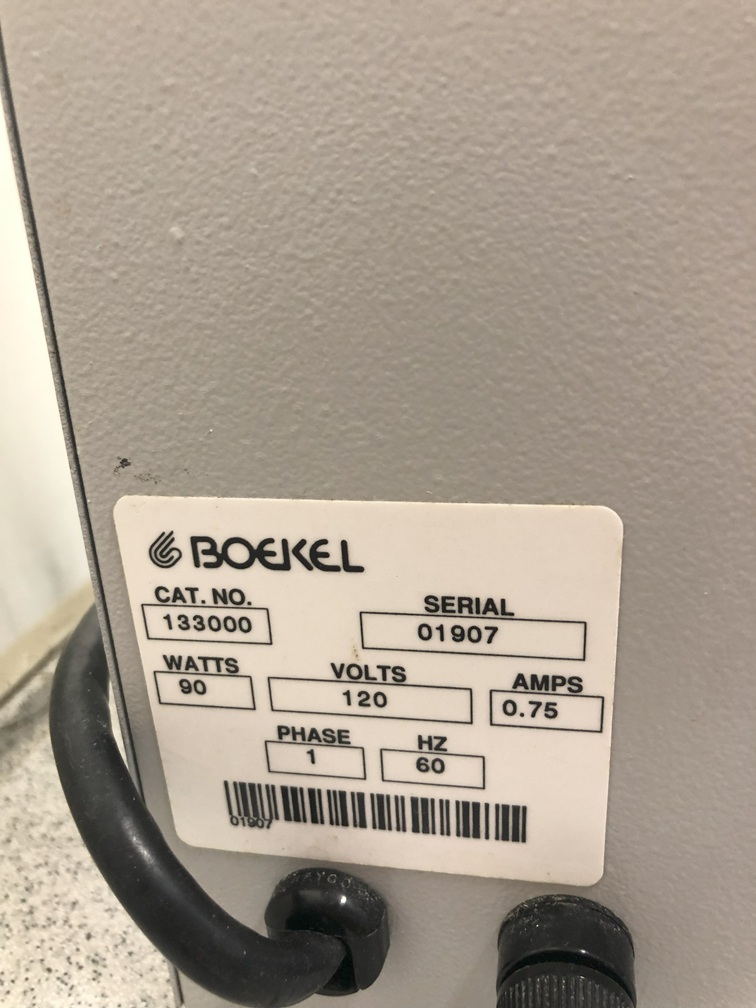 BOEKEL
CAT. NO. SERIAL
133000 01907
WATTS VOLTS AMPS
90 120 0.75
PHASE HZ
1 60
01907